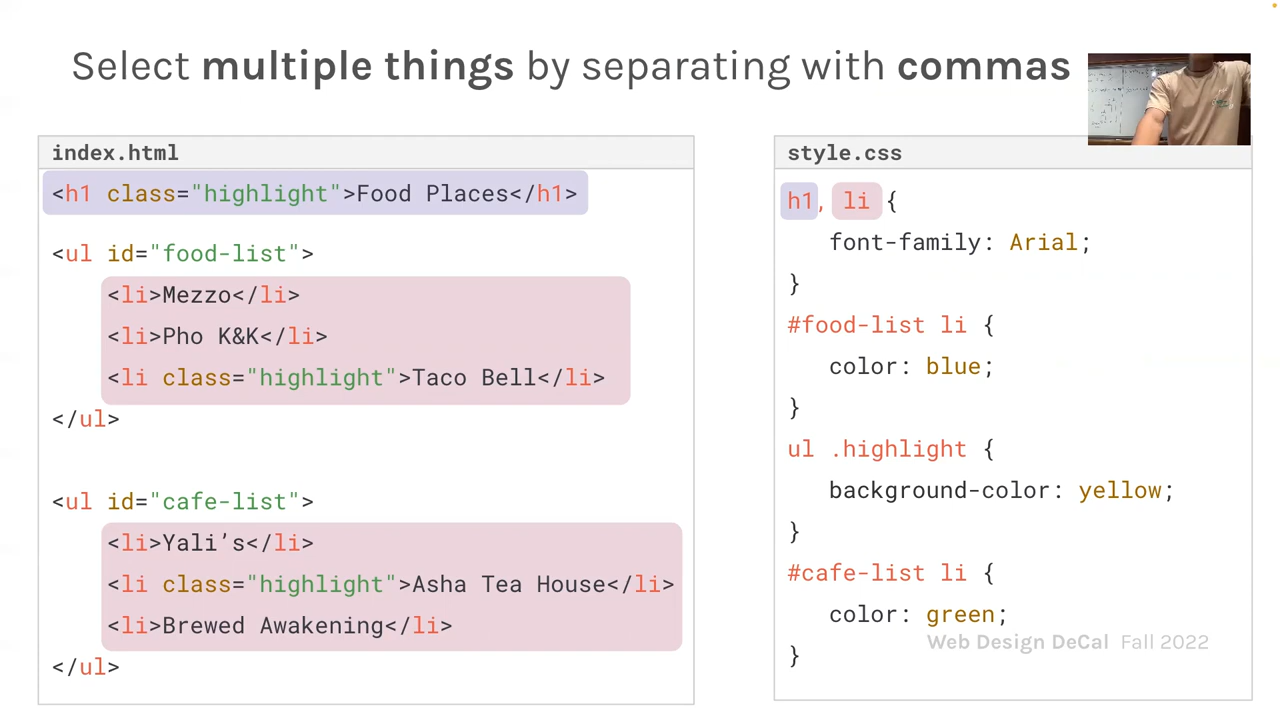 Select multiple things by separating with commas
index.html
<h1 class="highlight">Food Places</h1>
<ul id="food-list">
<li>Mezzo</li>
<li>Pho K&K</li>
<li class="highlight">Taco Bell</li>
</ul>
<ul id="cafe-list">
<li>Yali’s</li>
<li class="highlight">Asha Tea House</li>
<li>Brewed Awakening</li>
</ul>
style.css
h1, li {
font-family: Arial;
}
#food-list li {
color: blue;
}
ul .highlight {
background-color: yellow;
}
#cafe-list li {
color: green;
}
Web Design DeCal Fall 2022